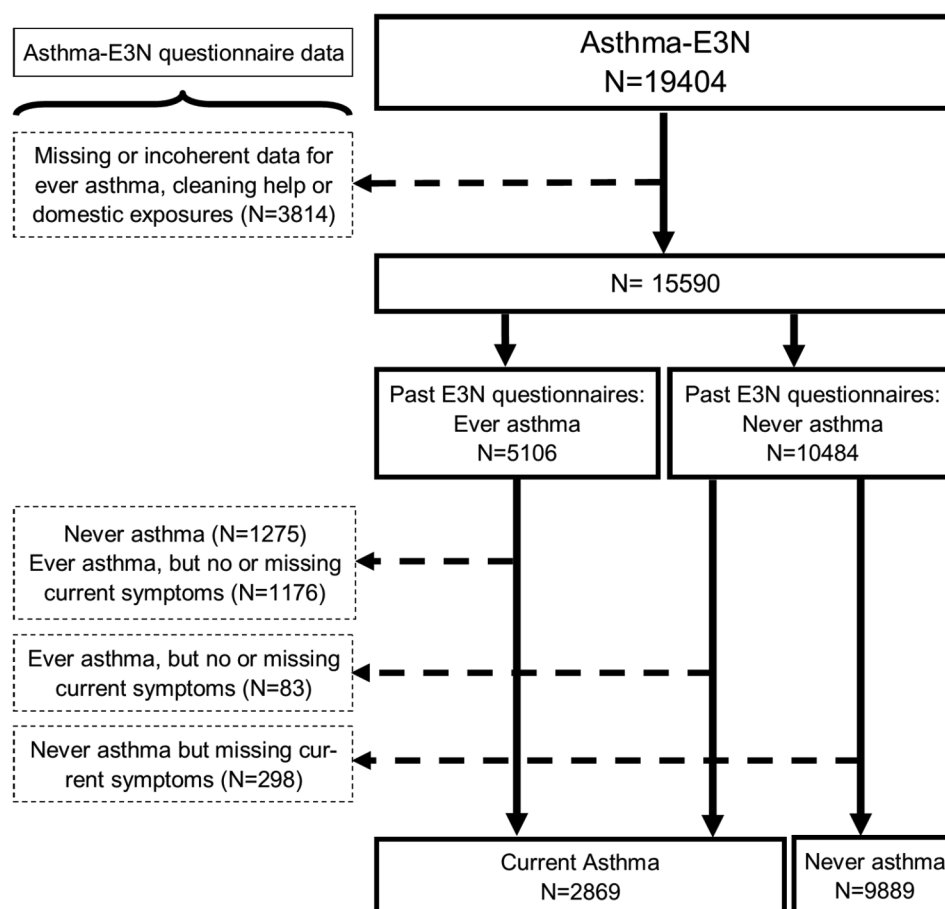 Asthma-E3N questionnaire data
Asthma-E3N
N=19404
Missing or incoherent data for
ever asthma, cleaning help or
domestic exposures (N=3814)
N= 15590
Past E3N questionnaires:
Ever asthma
N=5106
Past E3N questionnaires:
Never asthma
N=10484
Never asthma (N=1275)
Ever asthma, but no or missing
current symptoms (N=1176)
Ever asthma, but no or missing
current symptoms (N=83)
Never asthma but missing cur-
rent symptoms (N=298)
Current Asthma
N=2869
Never asthma
N=9889